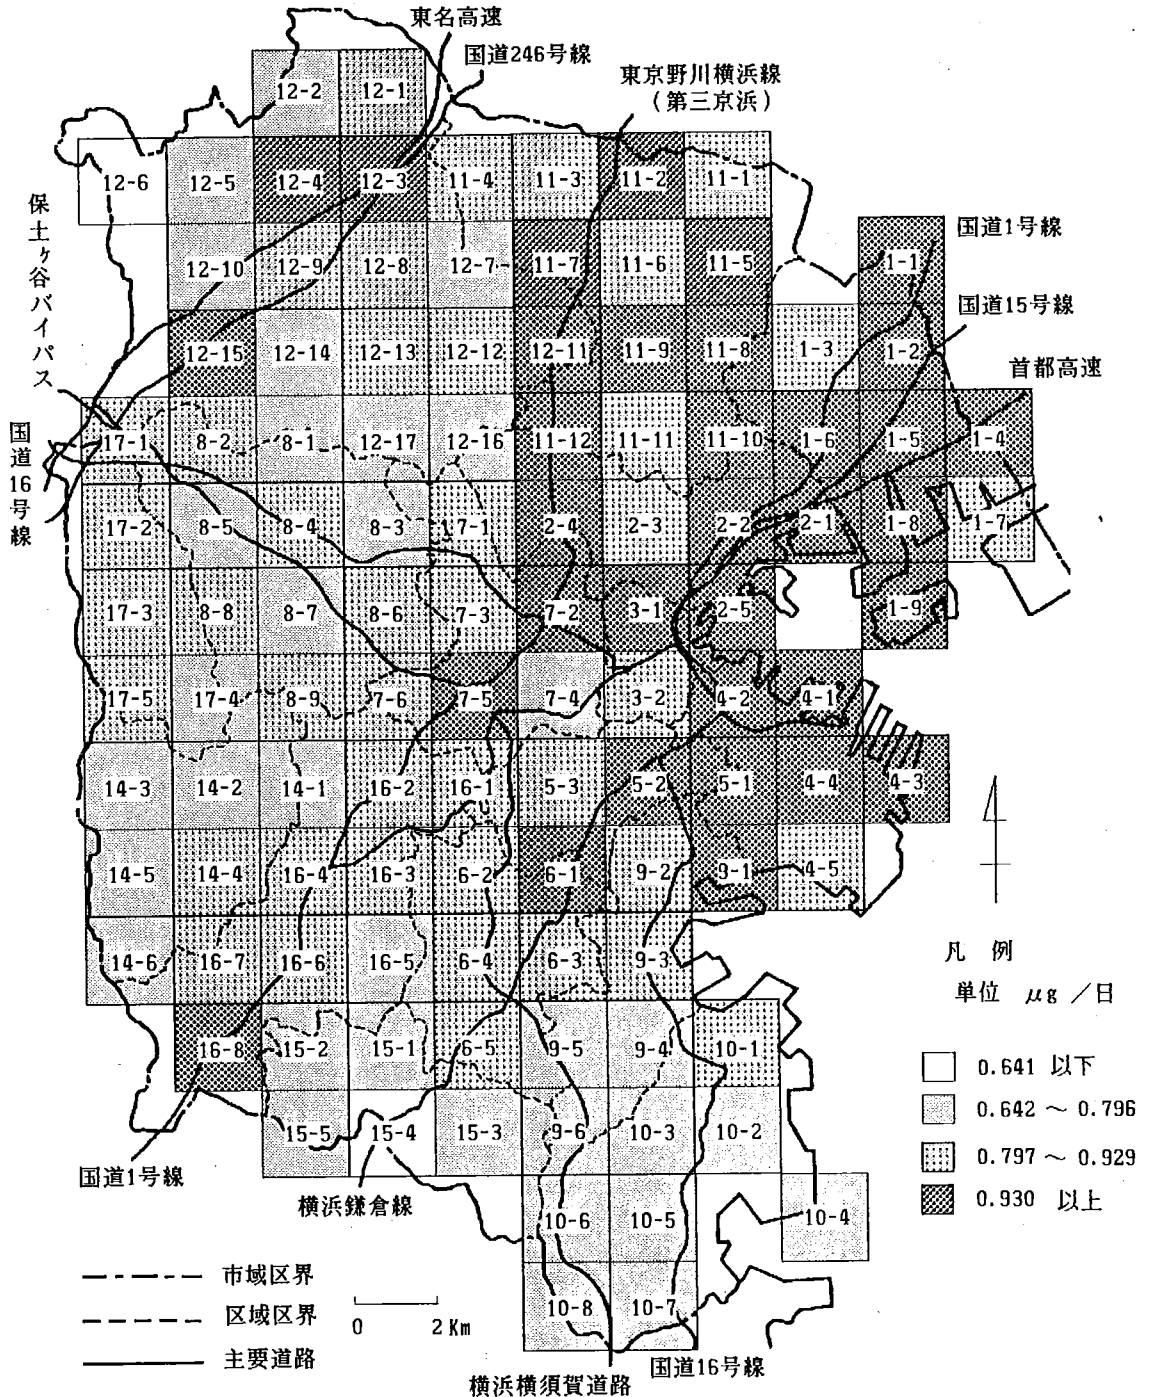 東名高速
国道246号線
東京野川横浜線
(第三京浜)
12-2 12-1
12-6 12-5 12-4 12-3 11-4 11-3 11-2 11-1
保土ヶ谷バイパス
国道1号線
12-10 12-9 12-8 12-7 11-7 11-6 11-5 1-1
国道15号線
12-15 12-14 12-13 12-12 12-11 11-9 11-8 1-3 1-2
首都高速
国道16号線
17-1 8-2 8-1 12-17 12-16 11-12 11-11 11-10 1-6 1-5 1-4
17-2 8-5 8-4 8-3 7-1 2-4 2-3 2-2 2-1 1-8 1-7
17-3 8-8 8-7 8-6 7-3 7-2 3-1 2-5 1-9
17-5 17-4 8-9 7-6 7-5 7-4 3-2 4-2 4-1
14-3 14-2 14-1 16-2 16-1 5-3 5-2 5-1 4-4 4-3
14-5 14-4 16-4 16-3 6-2 6-1 9-2 9-1 4-5
14-6 16-7 16-6 16-5 6-4 6-3 9-3
16-8 15-2 15-1 6-5 9-5 9-4 10-1
15-5 15-4 15-3 9-6 10-3 10-2
10-6 10-5 10-4
10-8 10-7
国道1号線
横浜鎌倉線
横浜横須賀道路
国道16号線
凡 例
単位 μg /日
0.641 以下
0.642 ~ 0.796
0.797 ~ 0.929
0.930 以上
市域区界
区域区界
主要道路
0 2 Km